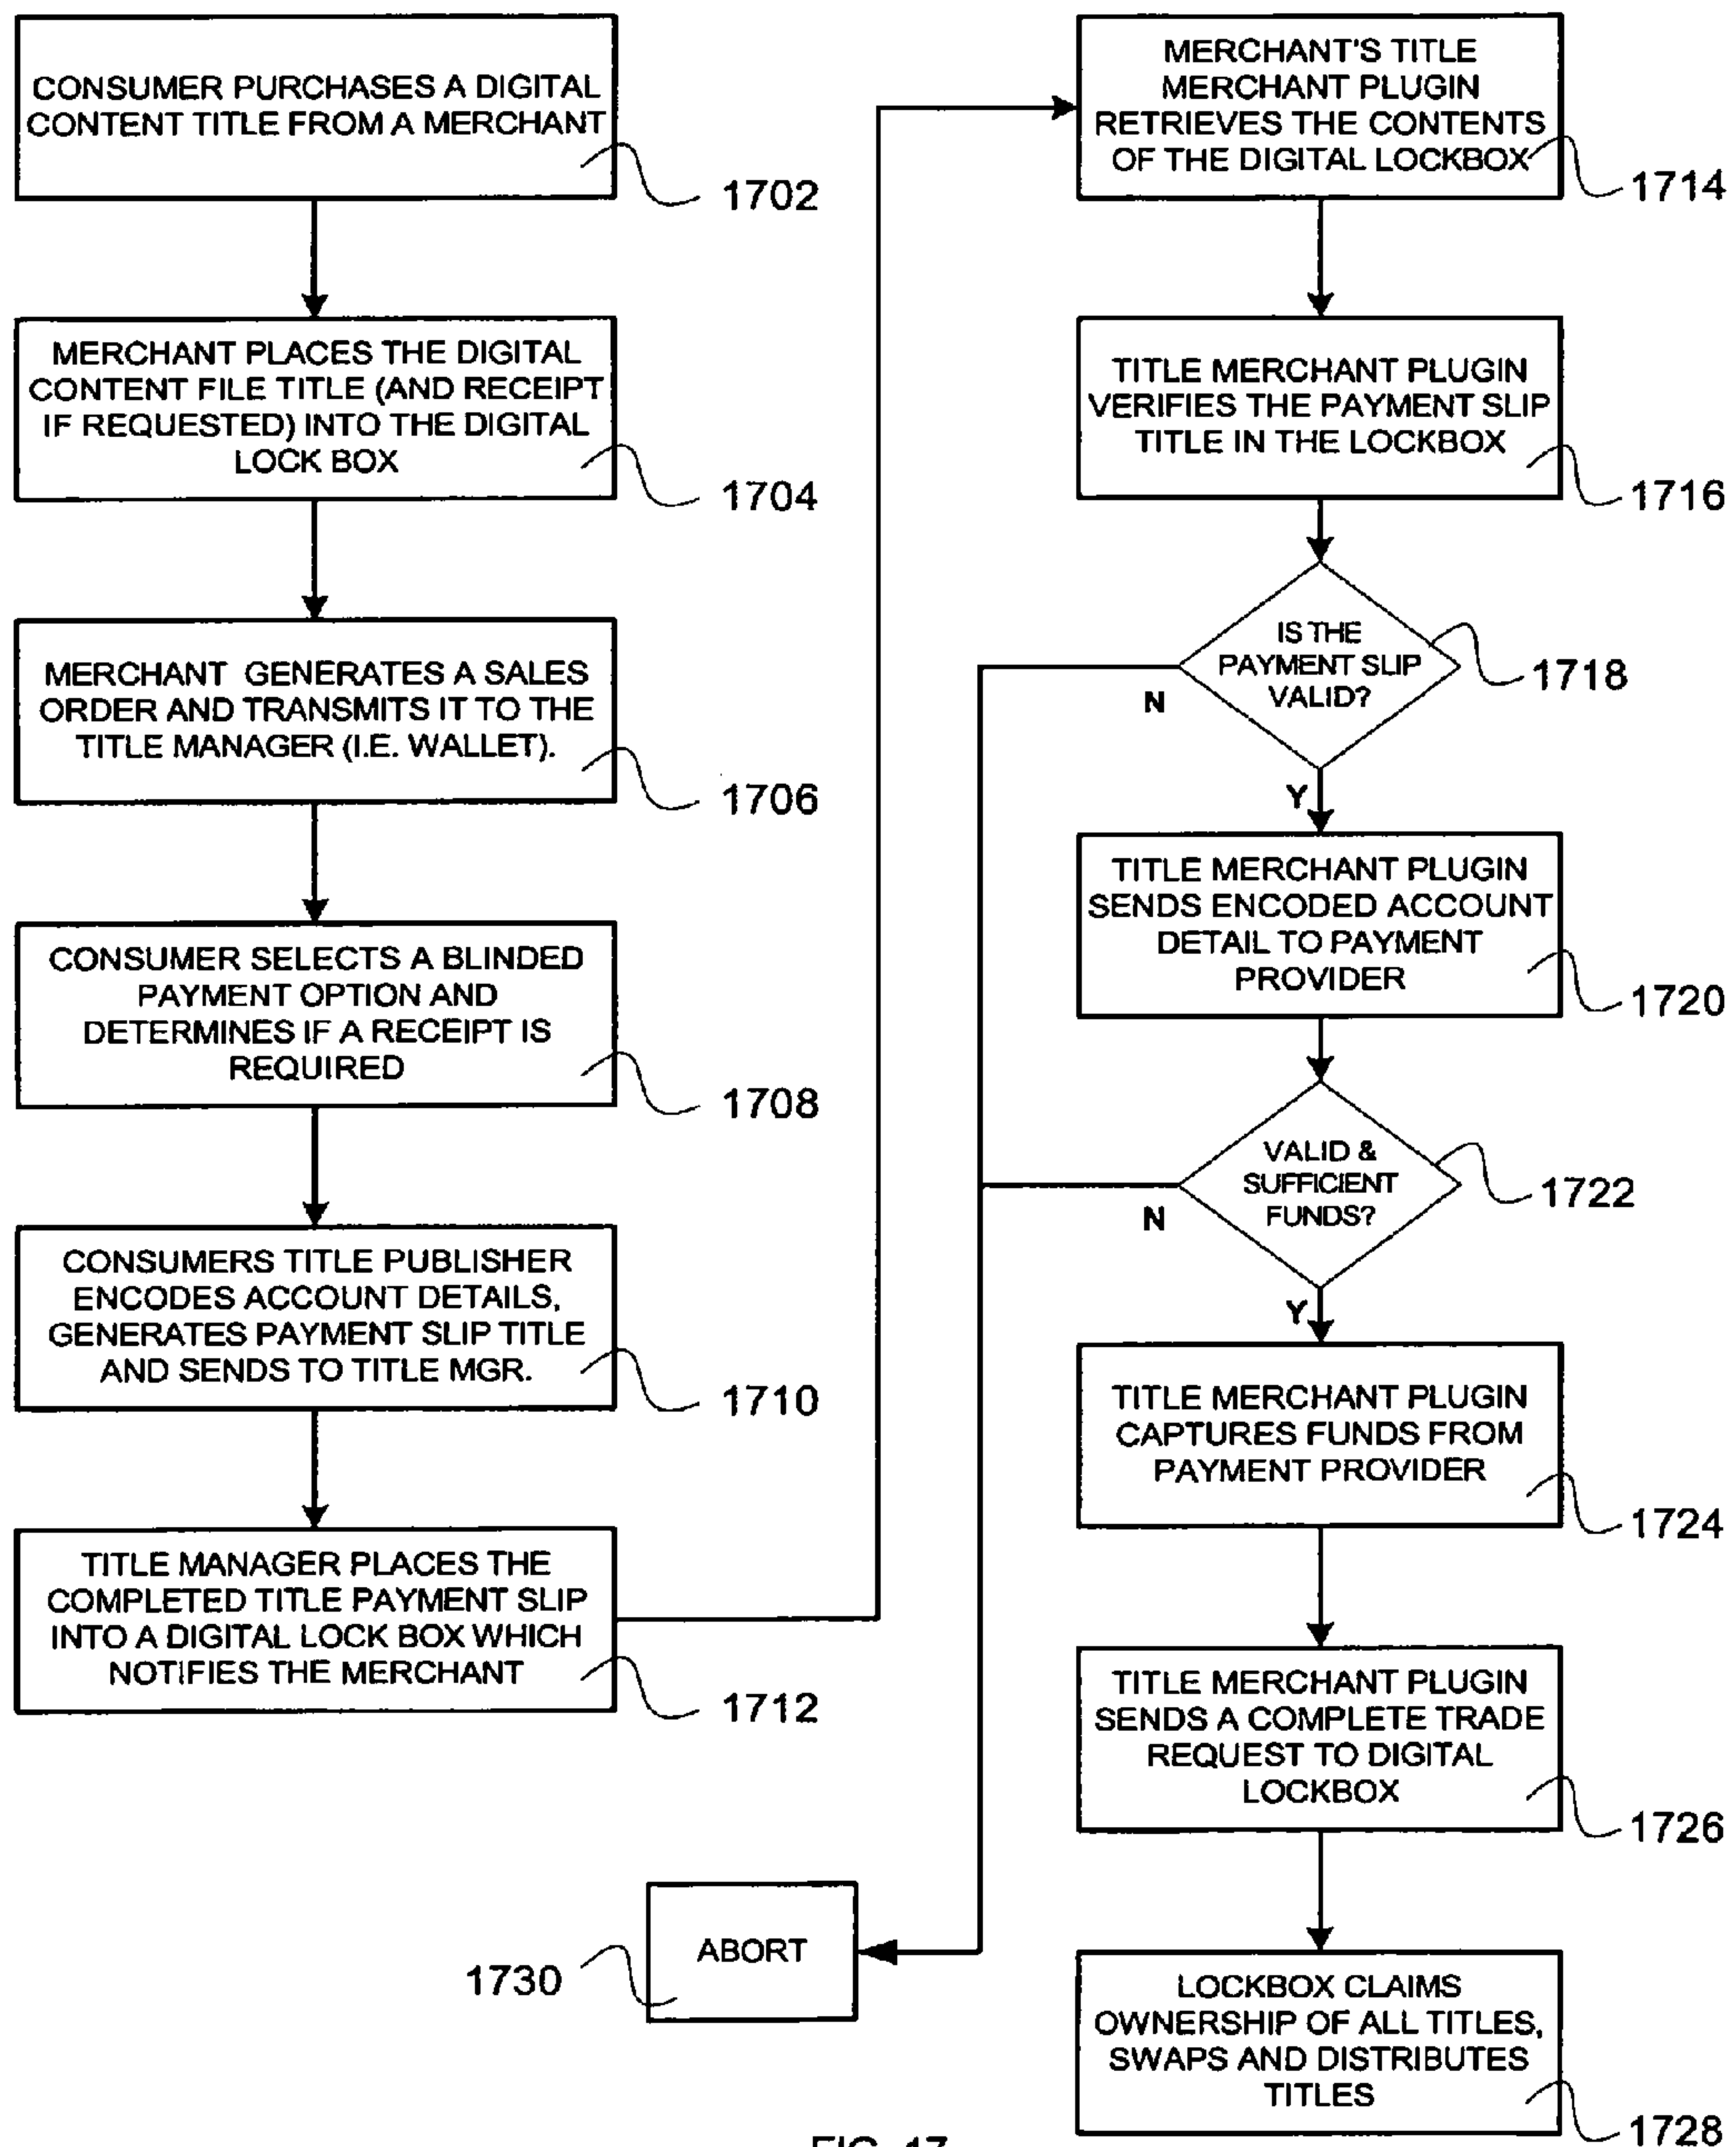 CONSUMER PURCHASES A DIGITAL
CONTENT TITLE FROM A MERCHANT
1702
MERCHANT PLACES THE DIGITAL
CONTENT FILE TITLE (AND RECEIPT
IF REQUESTED) INTO THE DIGITAL
LOCK BOX
1704
MERCHANT GENERATES A SALES
ORDER AND TRANSMITS IT TO THE
TITLE MANAGER (I.E. WALLET).
1706
CONSUMER SELECTS A BLINDED
PAYMENT OPTION AND
DETERMINES IF A RECEIPT IS
REQUIRED
1708
CONSUMERS TITLE PUBLISHER
ENCODES ACCOUNT DETAILS,
GENERATES PAYMENT SLIP TITLE
AND SENDS TO TITLE MGR.
1710
TITLE MANAGER PLACES THE
COMPLETED TITLE PAYMENT SLIP
INTO A DIGITAL LOCK BOX WHICH
NOTIFIES THE MERCHANT
1712
MERCHANT'S TITLE
MERCHANT PLUGIN
RETRIEVES THE CONTENTS
OF THE DIGITAL LOCKBOX
1714
TITLE MERCHANT PLUGIN
VERIFIES THE PAYMENT SLIP
TITLE IN THE LOCKBOX
1716
IS THE
PAYMENT SLIP
VALID?
1718
N
Y
TITLE MERCHANT PLUGIN
SENDS ENCODED ACCOUNT
DETAIL TO PAYMENT
PROVIDER
1720
VALID &
SUFFICIENT
FUNDS?
1722
N
Y
TITLE MERCHANT PLUGIN
CAPTURES FUNDS FROM
PAYMENT PROVIDER
1724
TITLE MERCHANT PLUGIN
SENDS A COMPLETE TRADE
REQUEST TO DIGITAL
LOCKBOX
1726
LOCKBOX CLAIMS
OWNERSHIP OF ALL TITLES,
SWAPS AND DISTRIBUTES
TITLES
1728
ABORT
1730
FIG. 17